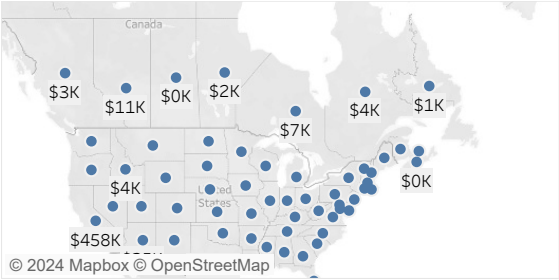 Canada
$3K
$11K
$0K
$2K
$7K
$4K
$1K
$4K
United
States
$0K
$458K
© 2024 Mapbox © OpenStreetMap